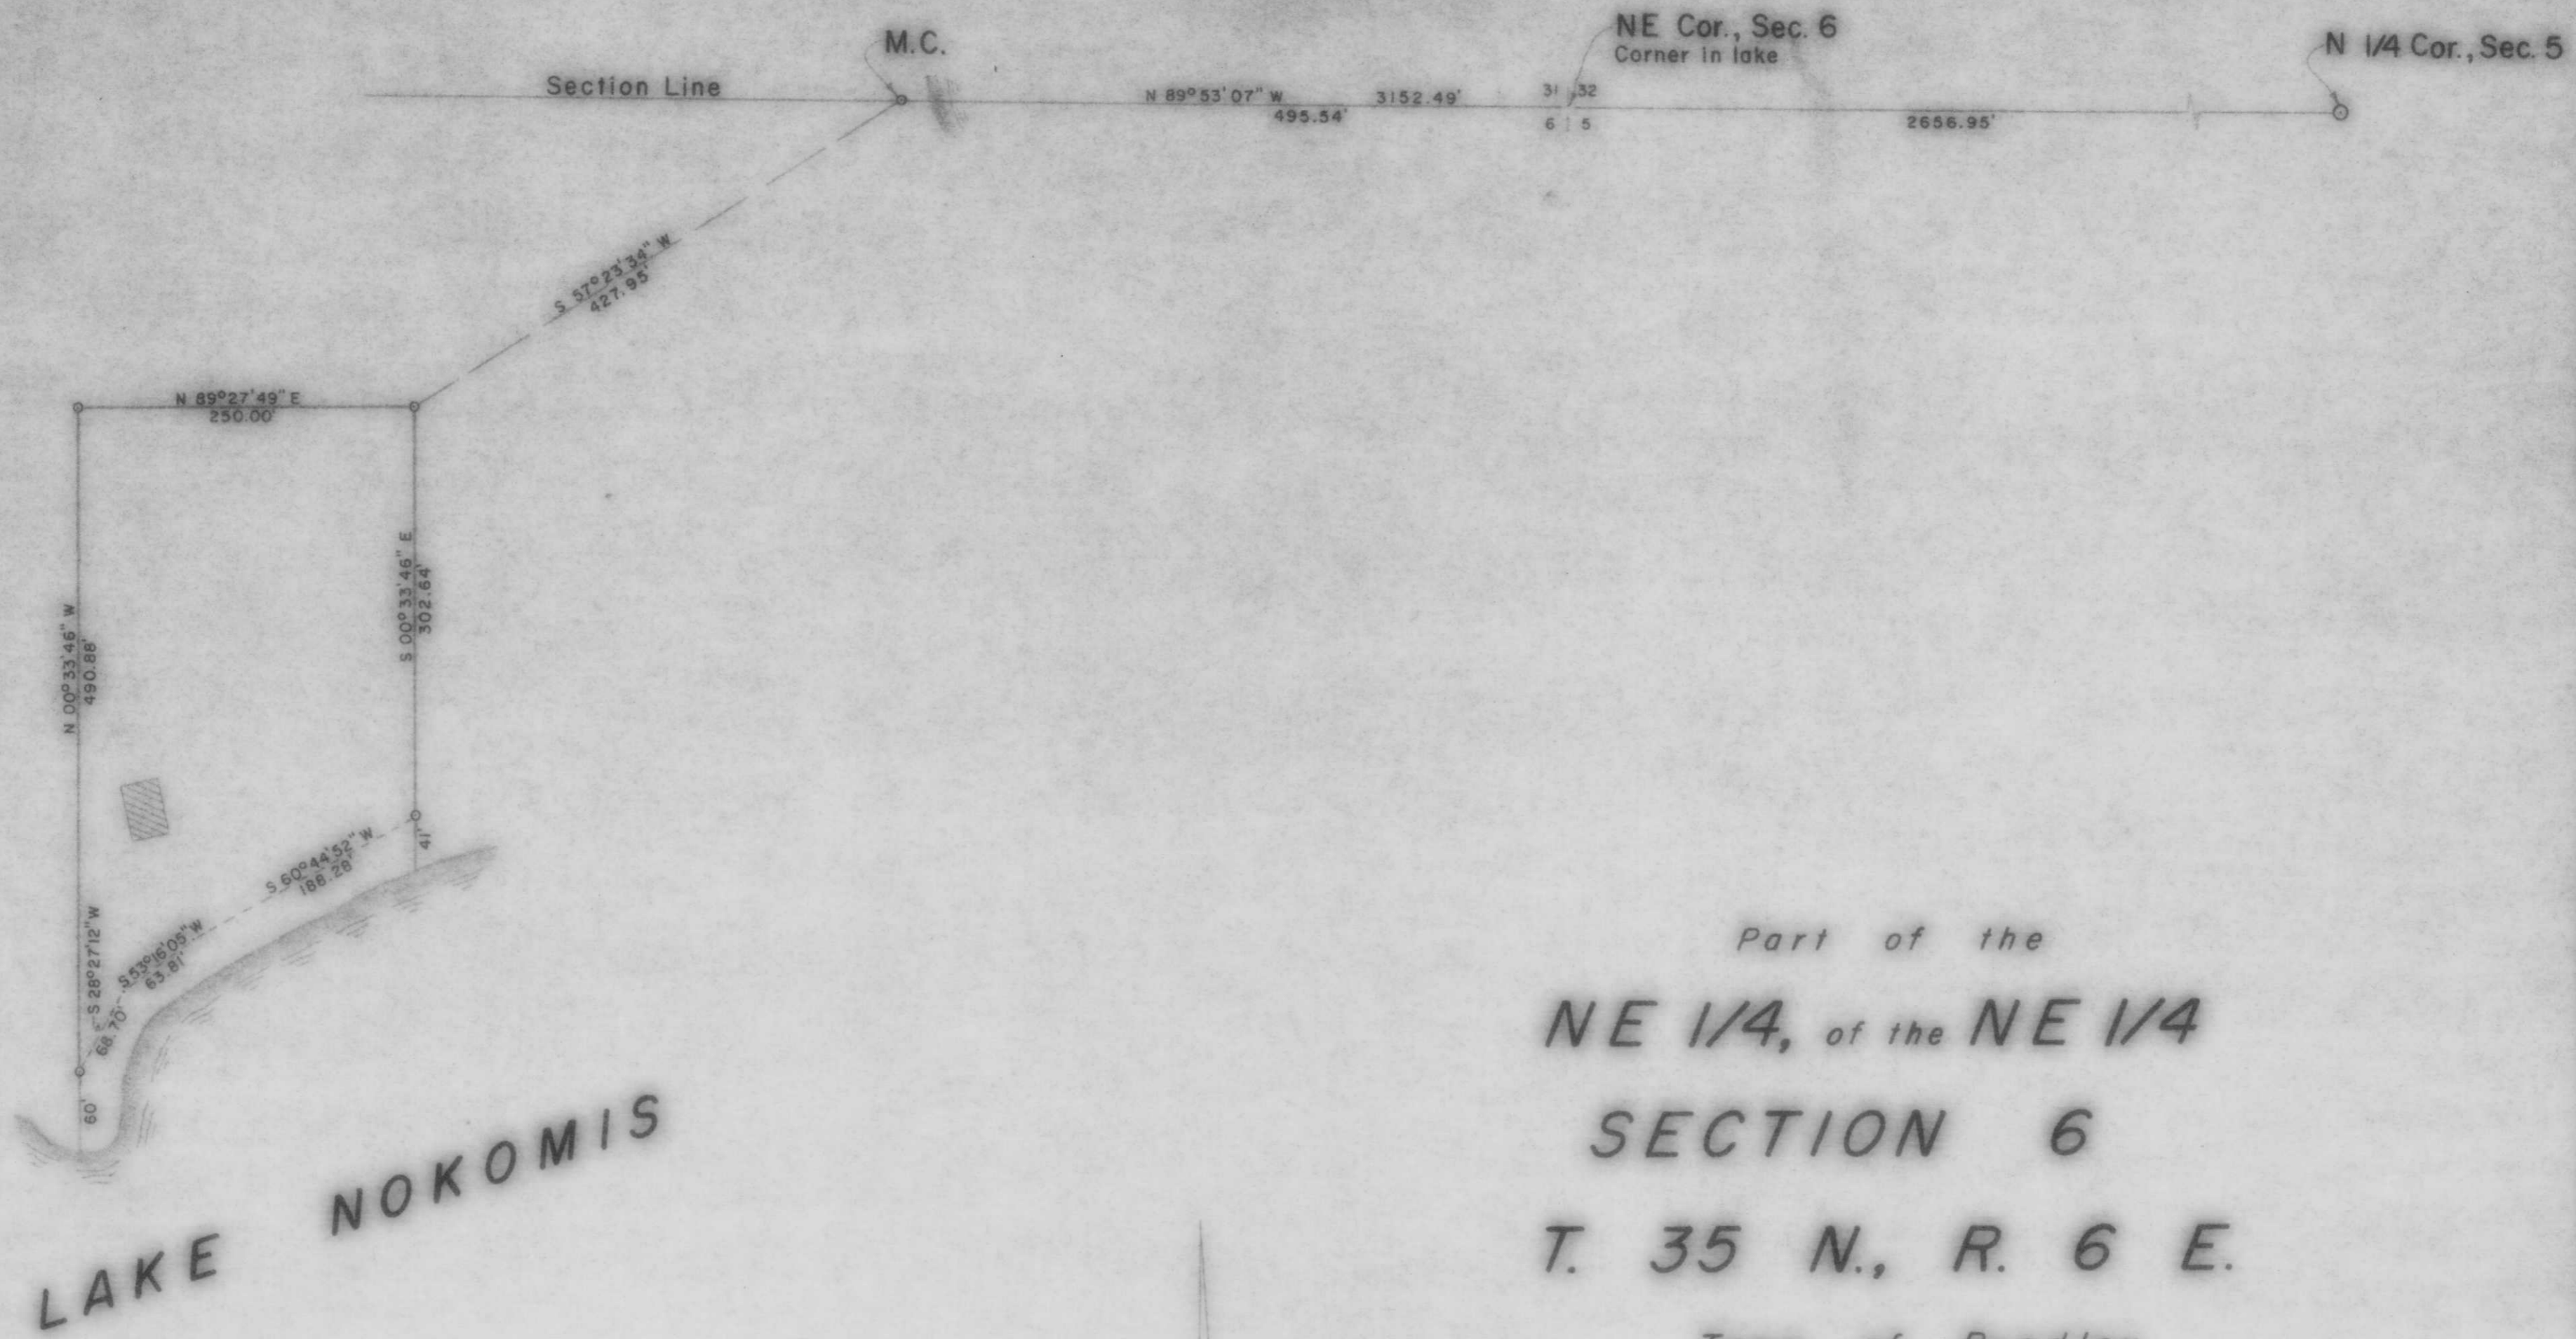 M.C.
NE Cor., Sec. 6
Corner in lake
N 1/4 Cor., Sec. 5
Section Line
N 89°53'07" W 3152.49'
495.54'
31 32
6 5
2656.95'
S 57°23'34" W
427.95'
N 89°27'49" E
250.00'
S 00°33'46" E
302.64'
N 00°33'46" W
490.88'
41'
S 60°44'52" W
188.28'
S 53°16'05" W
63.81'
S 28°27'12" W
68.70'
60'
LAKE NOKOMIS
Part of the
NE 1/4, of the NE 1/4
SECTION 6
T. 35 N., R. 6 E.